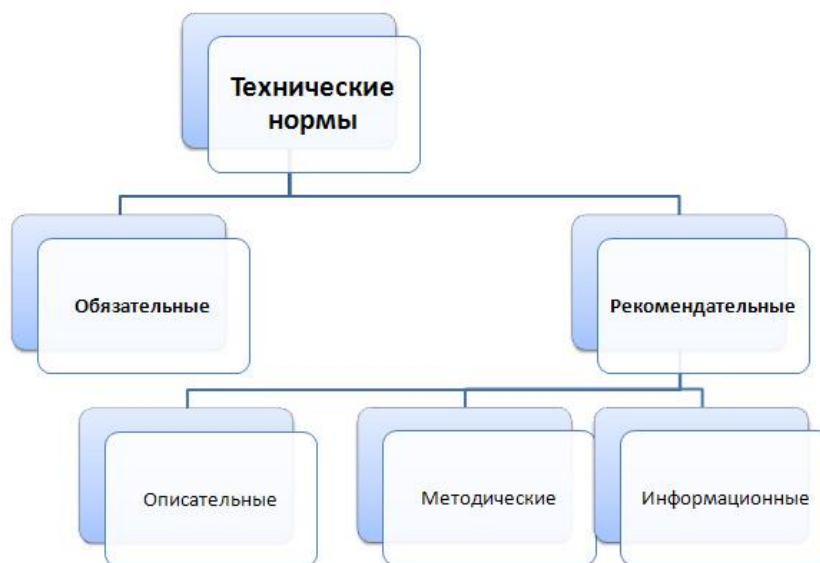 Технические
нормы
Обязательные
Рекомендательные
Описательные
Методические
Информационные